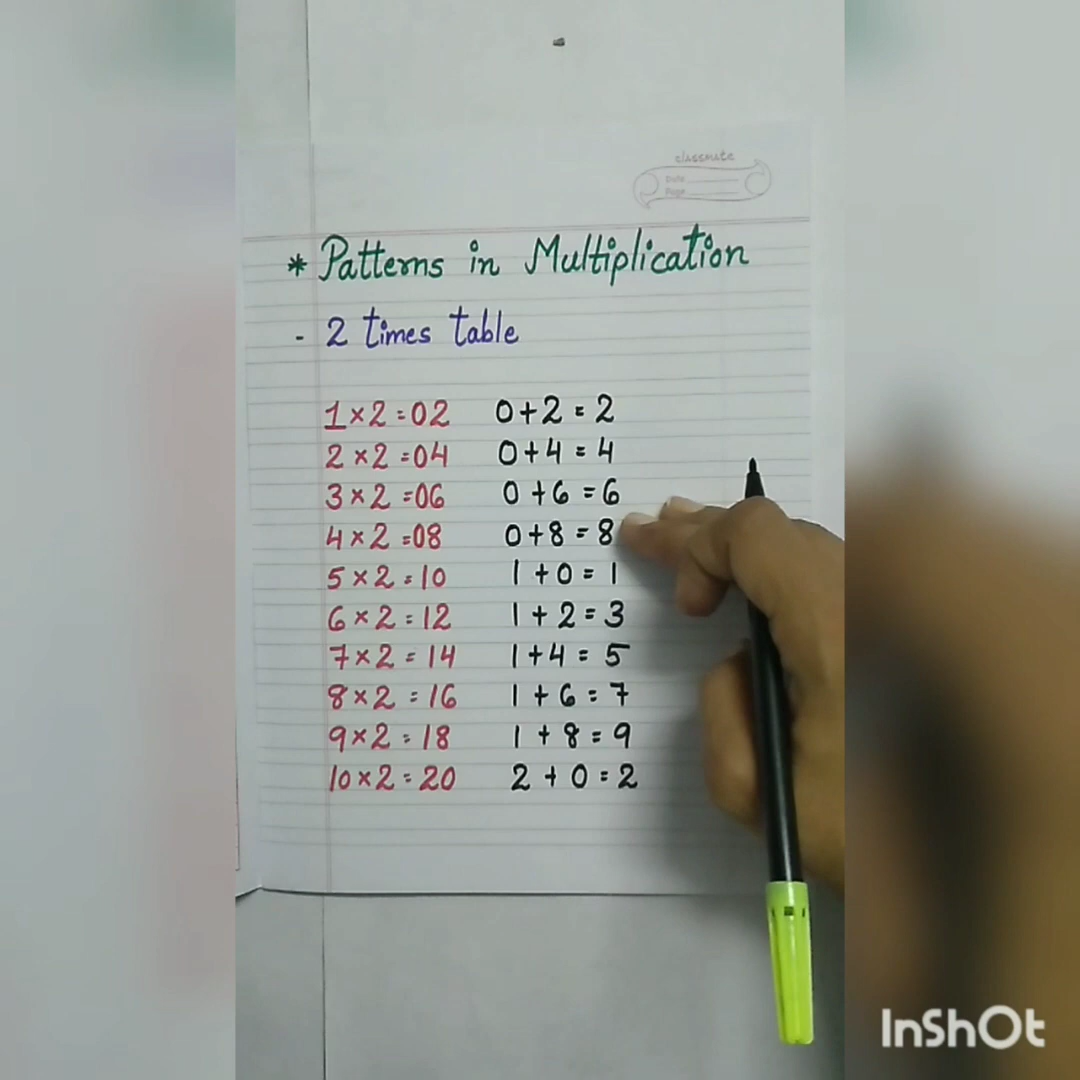 classmate
Date
Page
* Patterns in Multiplication
- 2 times table
1 × 2 = 02 0 + 2 = 2
2 × 2 = 04 0 + 4 = 4
3 × 2 = 06 0 + 6 = 6
4 × 2 = 08 0 + 8 = 8
5 × 2 = 10 1 + 0 = 1
6 × 2 = 12 1 + 2 = 3
7 × 2 = 14 1 + 4 = 5
8 × 2 = 16 1 + 6 = 7
9 × 2 = 18 1 + 8 = 9
10 × 2 = 20 2 + 0 = 2
InShOt